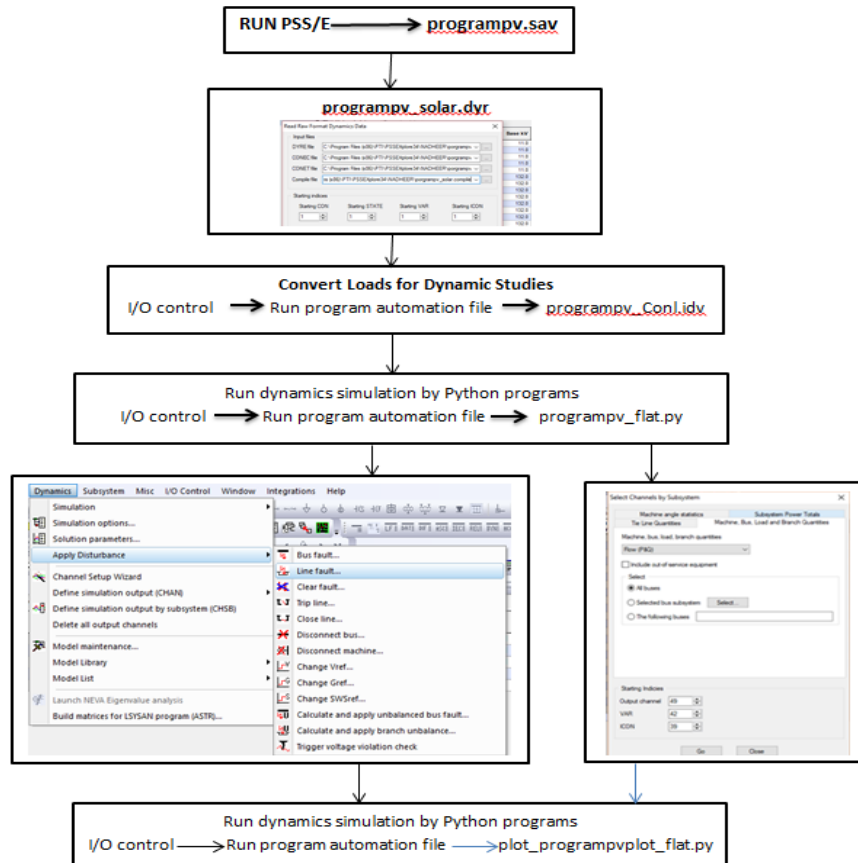 RUN PSS/E programpv.sav
programpv_solar.dyr
Read Raw Format Dynamics Data
Input files
DYRE file
CONEC file
CONET file
Compile file
Starting indices
Starting CON Starting STATE Starting VAR Starting ICON
1 1 1 1
Convert Loads for Dynamic Studies
I/O control Run program automation file programpv_Conl.idv
Run dynamics simulation by Python programs
I/O control Run program automation file programpv_flat.py
Dynamics Subsystem Misc I/O Control Window Integrations Help
Simulation
Simulation options...
Solution parameters...
Apply Disturbance
Channel Setup Wizard
Define simulation output (CHAN)
Define simulation output by subsystem (CHSB)
Delete all output channels
Model maintenance...
Model Library
Model List
Launch NEVA Eigenvalue analysis
Build matrices for LSYSAN program (ASTR)...
Bus fault...
Line fault...
Clear fault...
Trip line...
Close line...
Disconnect bus...
Disconnect machine...
Change Vref...
Change Gref...
Change SWSref...
Calculate and apply unbalanced bus fault...
Calculate and apply branch unbalance...
Trigger voltage violation check
Select Channels by Subsystem
Machine angle statistics Subsystem Power Totals
Tie Line Quantities Machine, Bus, Load and Branch Quantities
Machine, bus, load, branch quantities
Flow (P&Q)
Include out of service equipment
Select
All buses
Selected bus subsystem Select...
The following buses
Starting Indicies
Output channel 49
VAR 42
ICON 39
Go Close
Run dynamics simulation by Python programs
I/O control Run program automation file plot_programpvplot_flat.py